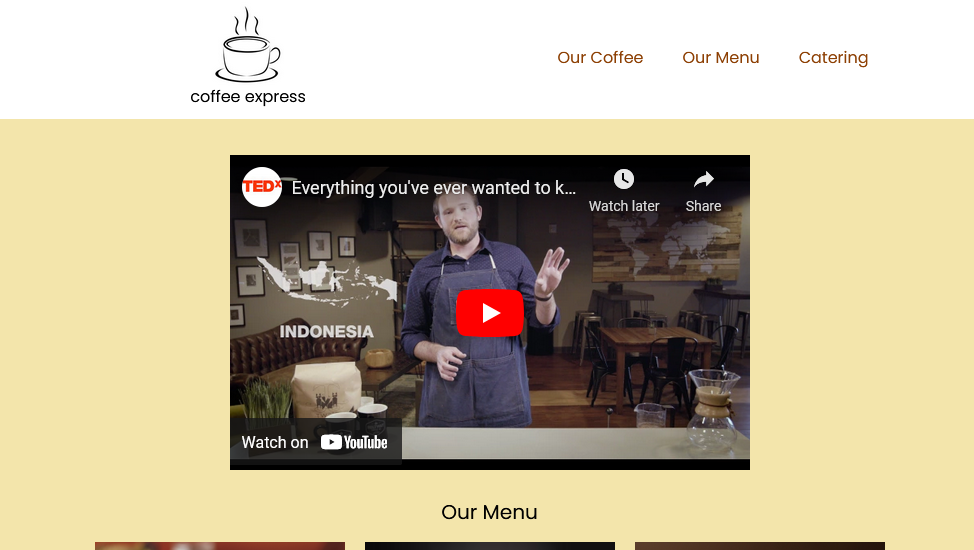 coffee express
Our Coffee Our Menu Catering
TEDx Everything you've ever wanted to k...
Watch later Share
INDONESIA
Watch on YouTube
Our Menu